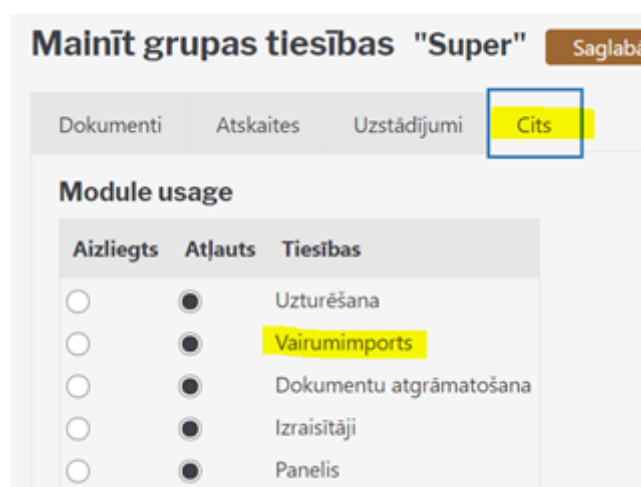 Mainīt grupas tiesības "Super" Saglabā
Dokumenti Atskaites Uzstādījumi Cits
Module usage
Aizliegts Atļauts Tiesības
Uzturēšana
Vairumimports
Dokumentu atgrāmatošana
Izraisītāji
Panelis